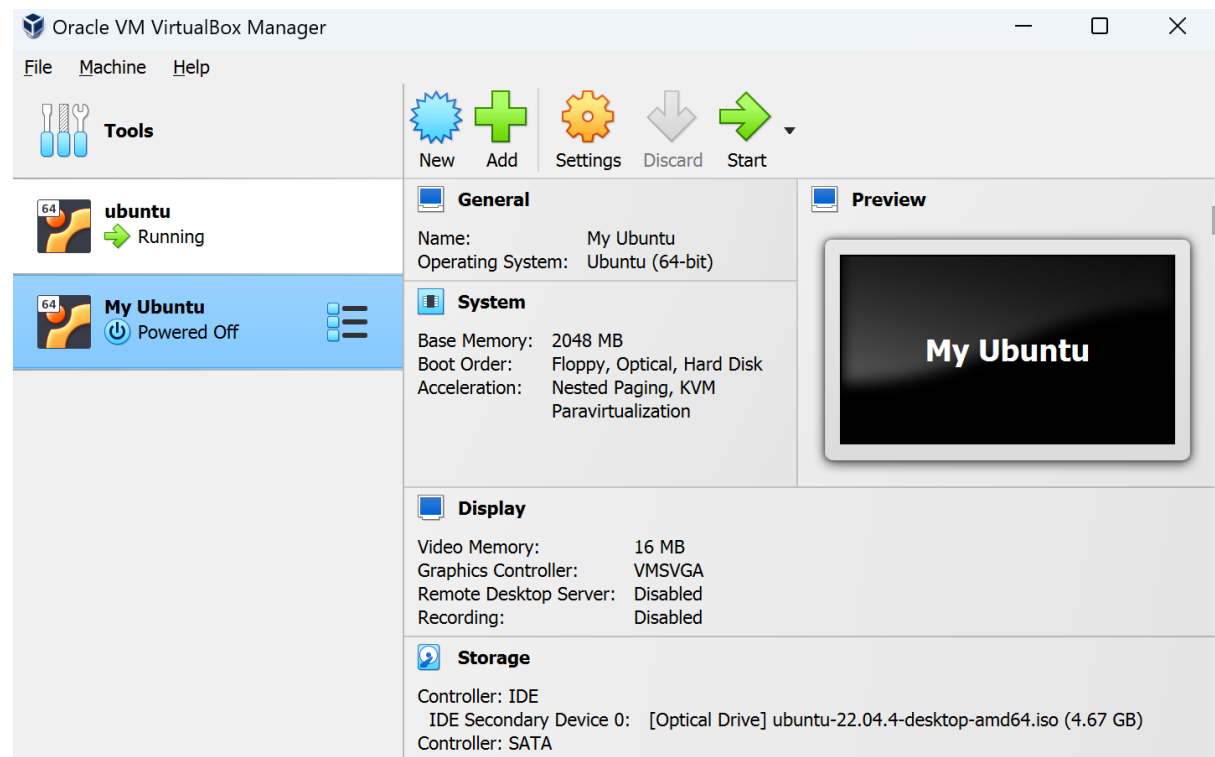 Oracle VM VirtualBox Manager
File Machine Help
Tools
New Add Settings Discard Start
64
ubuntu
Running
64
My Ubuntu
Powered Off
General
Name: My Ubuntu
Operating System: Ubuntu (64-bit)
System
Base Memory: 2048 MB
Boot Order: Floppy, Optical, Hard Disk
Acceleration: Nested Paging, KVM
Paravirtualization
Preview
My Ubuntu
Display
Video Memory: 16 MB
Graphics Controller: VMSVGA
Remote Desktop Server: Disabled
Recording: Disabled
Storage
Controller: IDE
IDE Secondary Device 0: [Optical Drive] ubuntu-22.04.4-desktop-amd64.iso (4.67 GB)
Controller: SATA